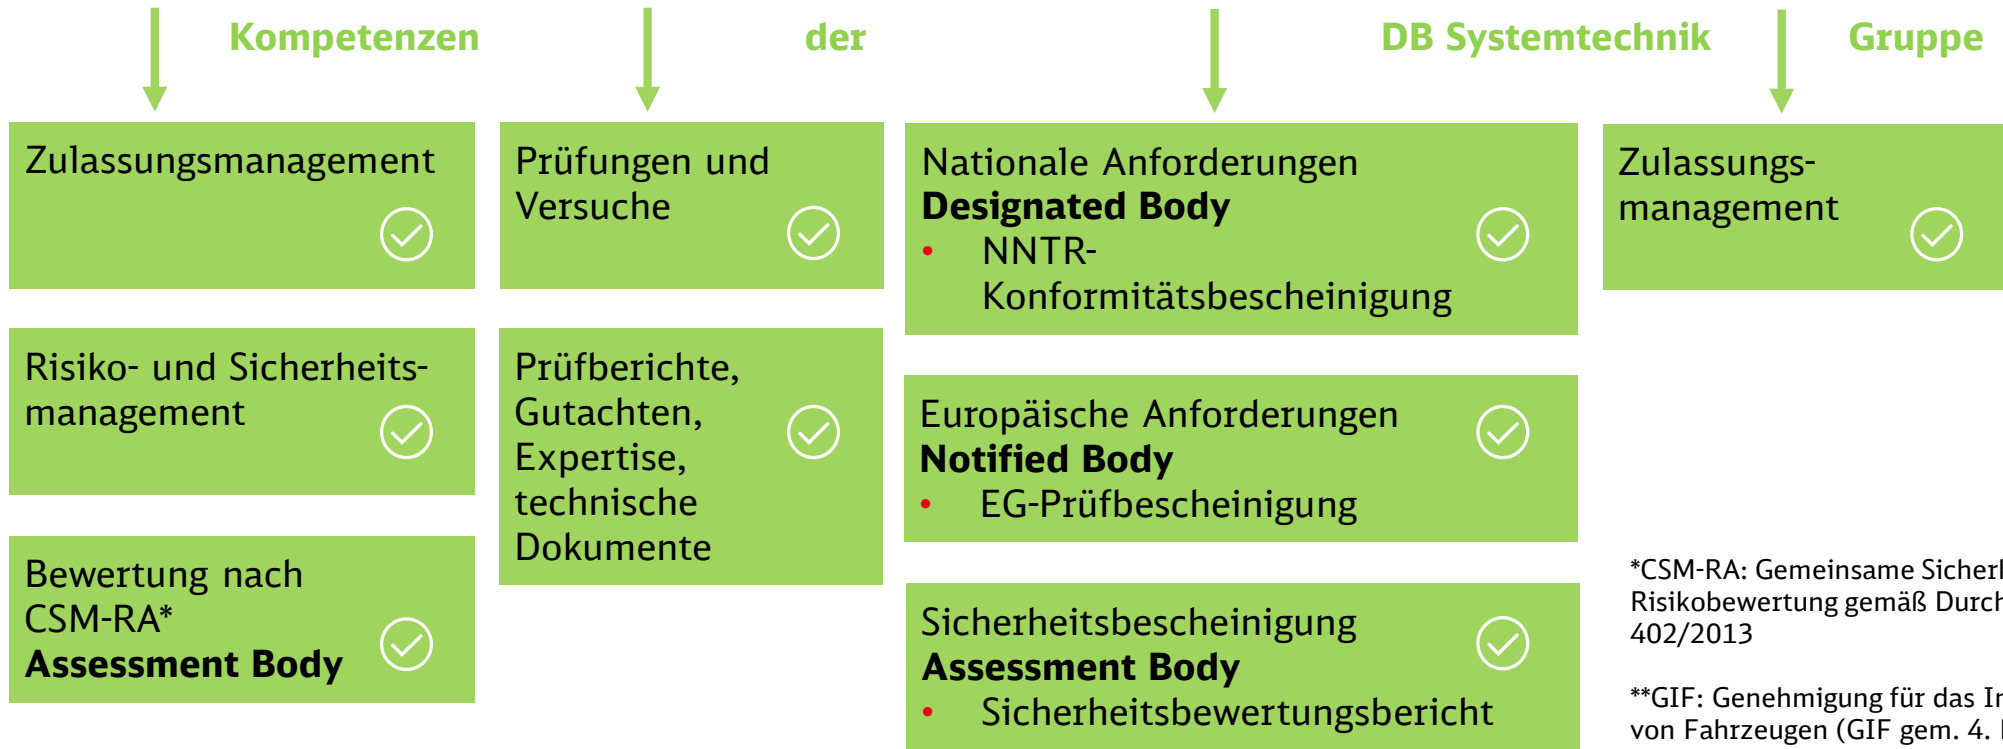 Kompetenzen der DB Systemtechnik Gruppe
Zulassungsmanagement
Risiko- und Sicherheits-
management
Bewertung nach
CSM-RA*
Assessment Body
Prüfungen und
Versuche
Prüfberichte,
Gutachten,
Expertise,
technische
Dokumente
Nationale Anforderungen
Designated Body
• NNTR-
Konformitätsbescheinigung
Europäische Anforderungen
Notified Body
• EG-Prüfbescheinigung
Sicherheitsbescheinigung
Assessment Body
• Sicherheitsbewertungsbericht
Zulassungs-
management
*CSM-RA: Gemeinsame
Risikobewertung gemäß
402/2013
**GIF: Genehmigung für das
von Fahrzeugen (GIF gem. 4.